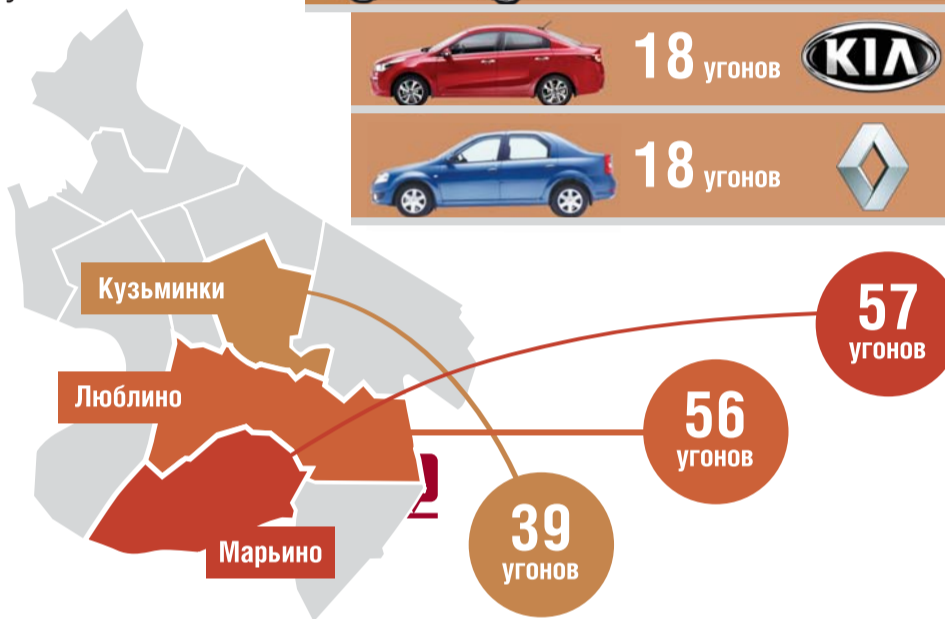 18 угонов
KIA
18 угонов
Кузьминки
57
угонов
Люблино
56
угонов
39
угонов
Марьино